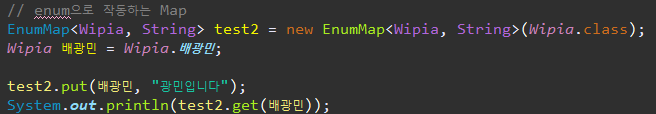 // enum으로 작동하는 Map
EnumMap<Wipia, String> test2 = new EnumMap<Wipia, String>(Wipia.class);
Wipia 배광민 = Wipia.배광민;
test2.put(배광민, "광민입니다");
System.out.println(test2.get(배광민));